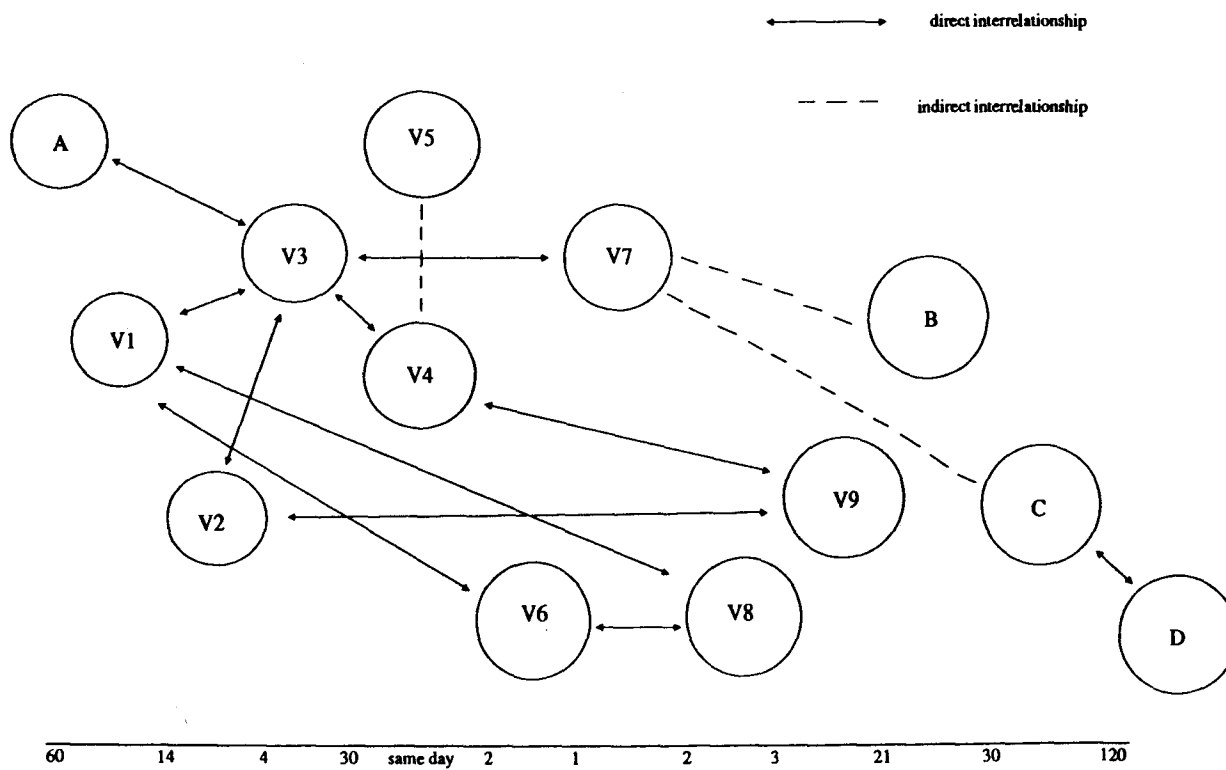 direct interrelationship
indirect interrelationship
A
V5
V3
V7
B
V1
V4
V9
C
V2
V6
V8
D
60 14 4 30 same day 2 1 2 3 21 30 120